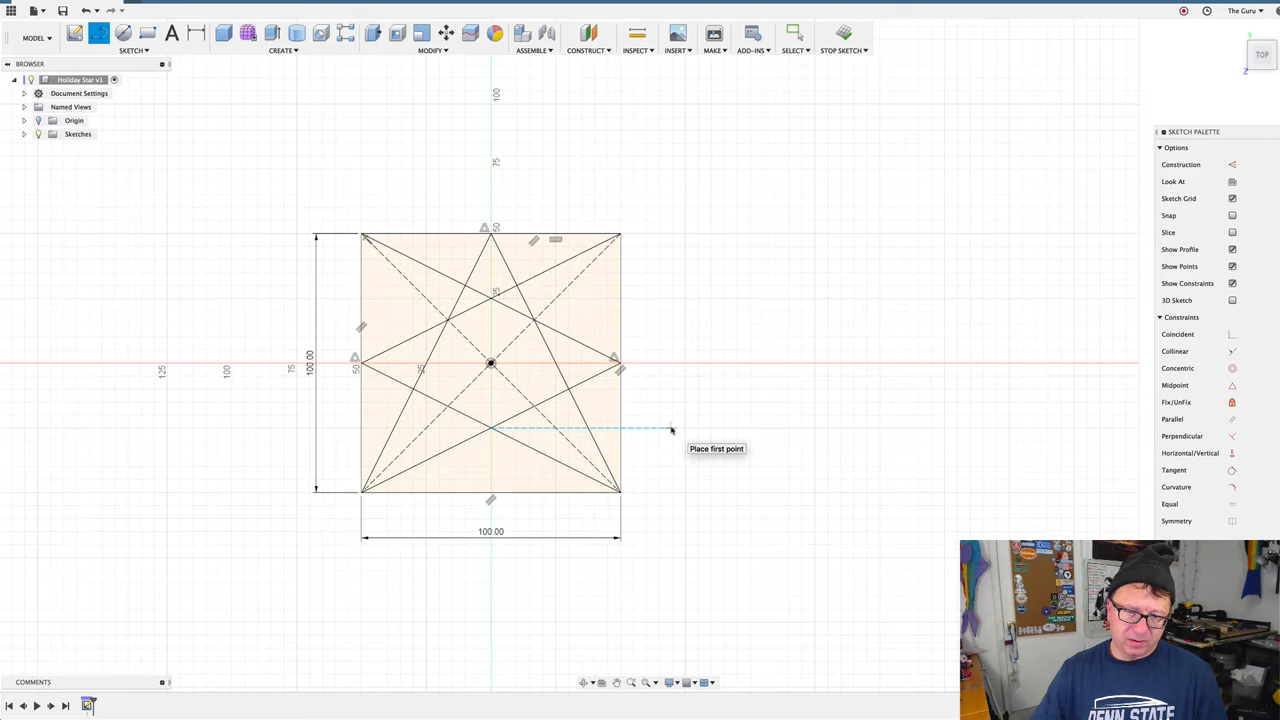 The Guru
MODEL
SKETCH
CREATE
MODIFY
ASSEMBLE
CONSTRUCT
INSPECT
INSERT
MAKE
ADD-INS
SELECT
STOP SKETCH
Y
TOP
Z
BROWSER
Holiday Star v1
Document Settings
Named Views
Origin
Sketches
100
75
50
25
125
100
75
50
25
100.00
100.00
Place first point
SKETCH PALETTE
Options
Construction
Look At
Sketch Grid
Snap
Slice
Show Profile
Show Points
Show Constraints
3D Sketch
Constraints
Coincident
Collinear
Concentric
Midpoint
Fix/UnFix
Parallel
Perpendicular
Horizontal/Vertical
Tangent
Curvature
Equal
Symmetry
COMMENTS
PENN STATE